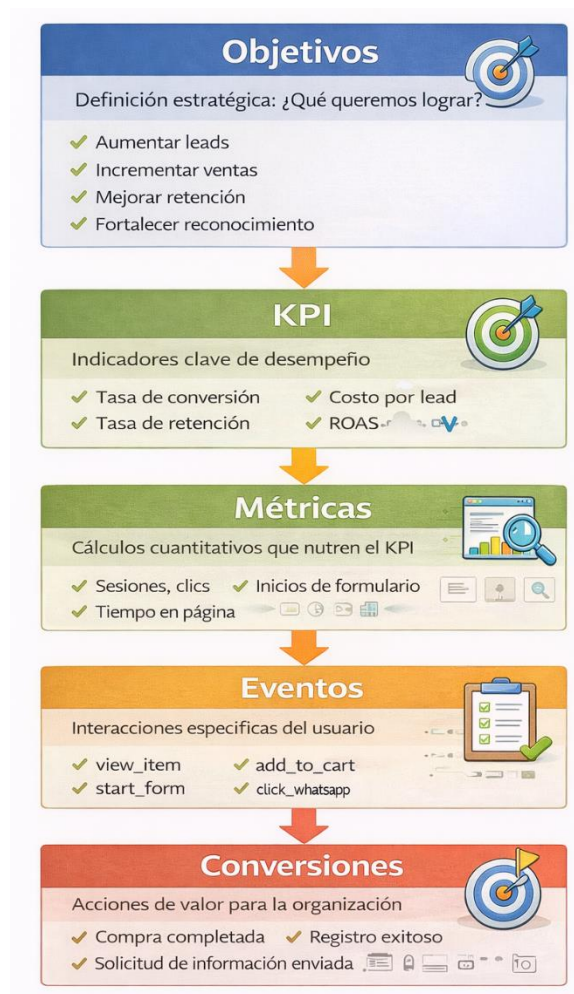 Objetivos
Definición estratégica: ¿Qué queremos lograr?
Aumentar leads
Incrementar ventas
Mejorar retención
Fortalecer reconocimiento
KPI
Indicadores clave de desempeño
Tasa de conversión
Costo por lead
Tasa de retención
ROAS
Métricas
Cálculos cuantitativos que nutren el KPI
Sesiones, clics
Inicios de formulario
Tiempo en página
Eventos
Interacciones especificas del usuario
view_item
add_to_cart
start_form
click_whatsapp
Conversiones
Acciones de valor para la organización
Compra completada
Registro exitoso
Solicitud de información enviada